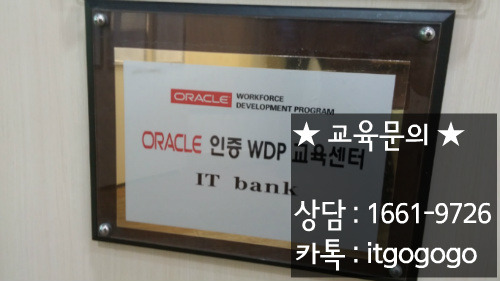 ORACLE WORKFORCE
DEVELOPMENT PROGRAM
ORACLE 인증 WDP 교육센터
IT bank
★ 교육문의 ★
상담 : 1661-9726
카톡 : itgogogo